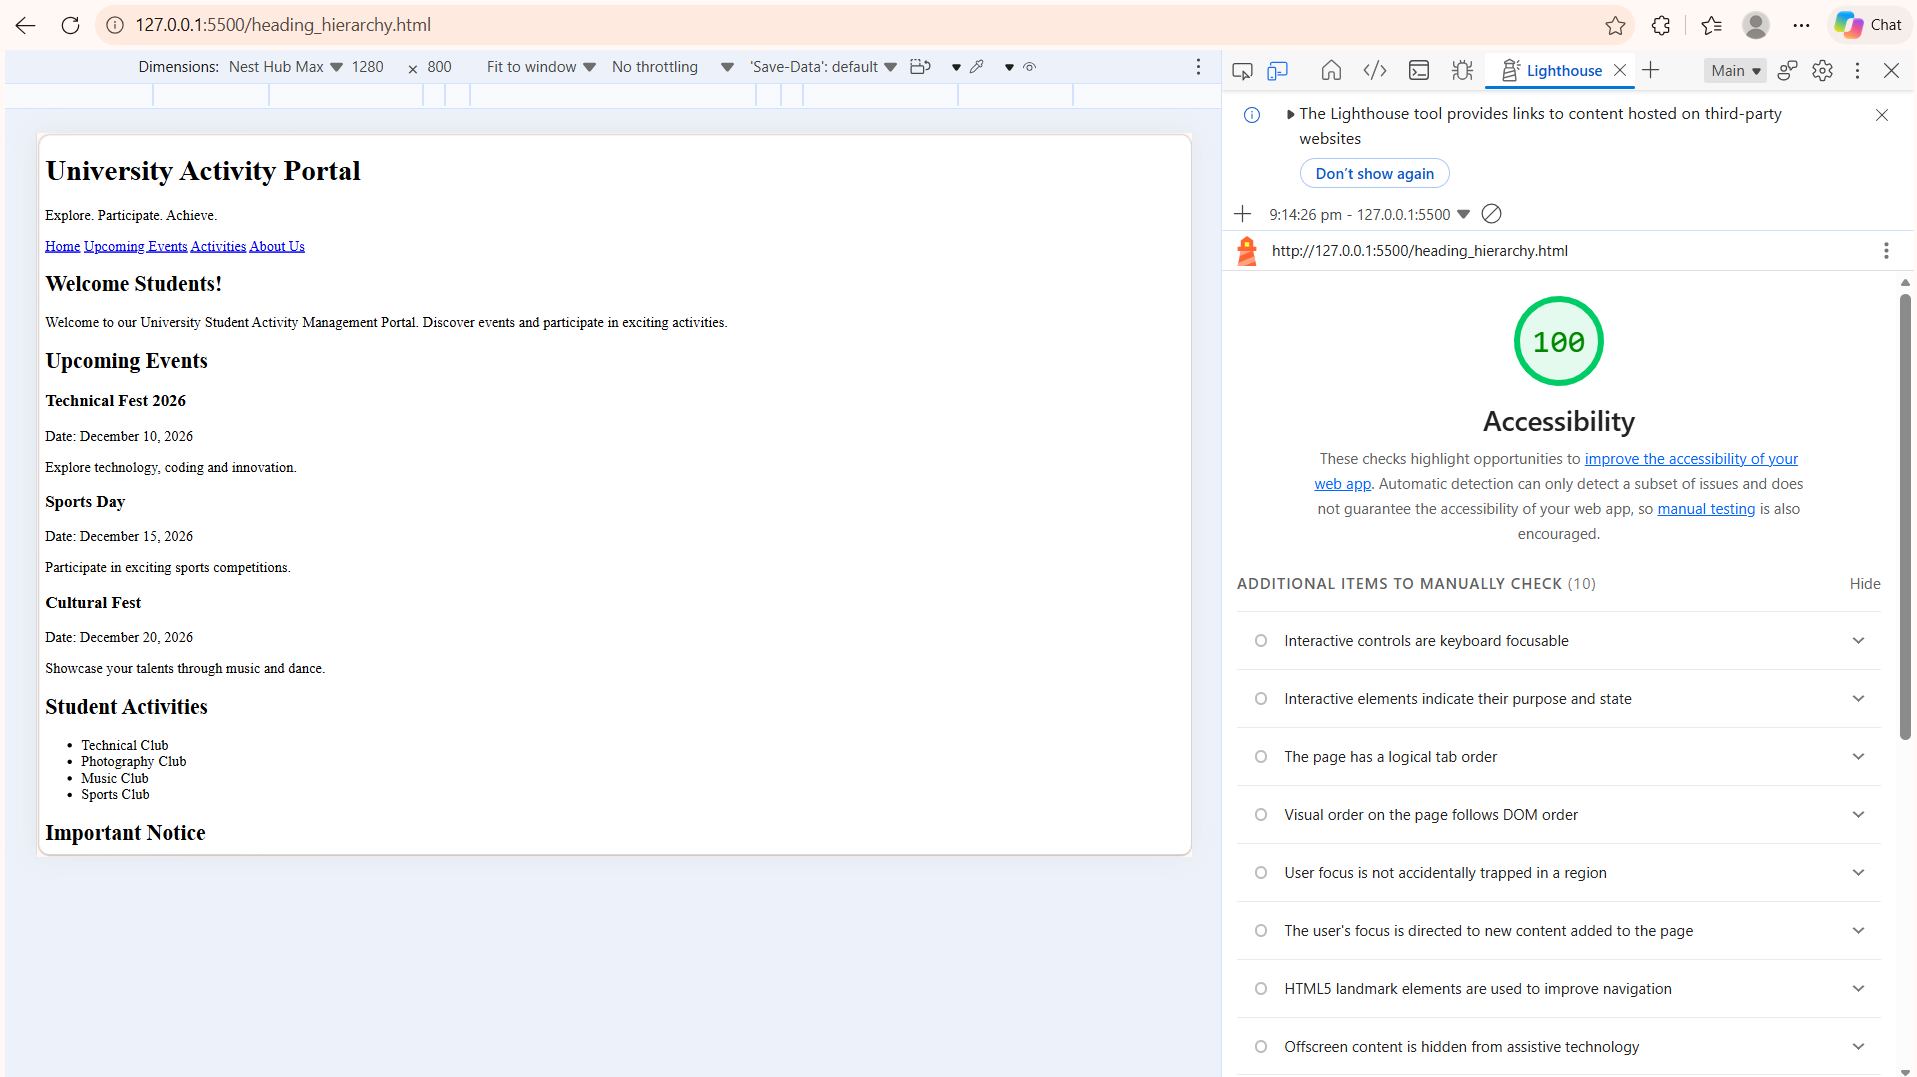 127.0.0.1:5500/heading_hierarchy.html
Chat
Dimensions: Nest Hub Max 1280 × 800 Fit to window No throttling 'Save-Data': default
Lighthouse
Main
The Lighthouse tool provides links to content hosted on third-party
websites
Don't show again
9:14:26 pm - 127.0.0.1:5500
http://127.0.0.1:5500/heading_hierarchy.html
University Activity Portal
Explore. Participate. Achieve.
Home Upcoming Events Activities About Us
Welcome Students!
Welcome to our University Student Activity Management Portal. Discover events and participate in exciting activities.
Upcoming Events
Technical Fest 2026
Date: December 10, 2026
Explore technology, coding and innovation.
Sports Day
Date: December 15, 2026
Participate in exciting sports competitions.
Cultural Fest
Date: December 20, 2026
Showcase your talents through music and dance.
Student Activities
• Technical Club
• Photography Club
• Music Club
• Sports Club
Important Notice
100
Accessibility
These checks highlight opportunities to improve the accessibility of your
web app. Automatic detection can only detect a subset of issues and does
not guarantee the accessibility of your web app, so manual testing is also
encouraged.
ADDITIONAL ITEMS TO MANUALLY CHECK (10) Hide
Interactive controls are keyboard focusable
Interactive elements indicate their purpose and state
The page has a logical tab order
Visual order on the page follows DOM order
User focus is not accidentally trapped in a region
The user's focus is directed to new content added to the page
HTML5 landmark elements are used to improve navigation
Offscreen content is hidden from assistive technology